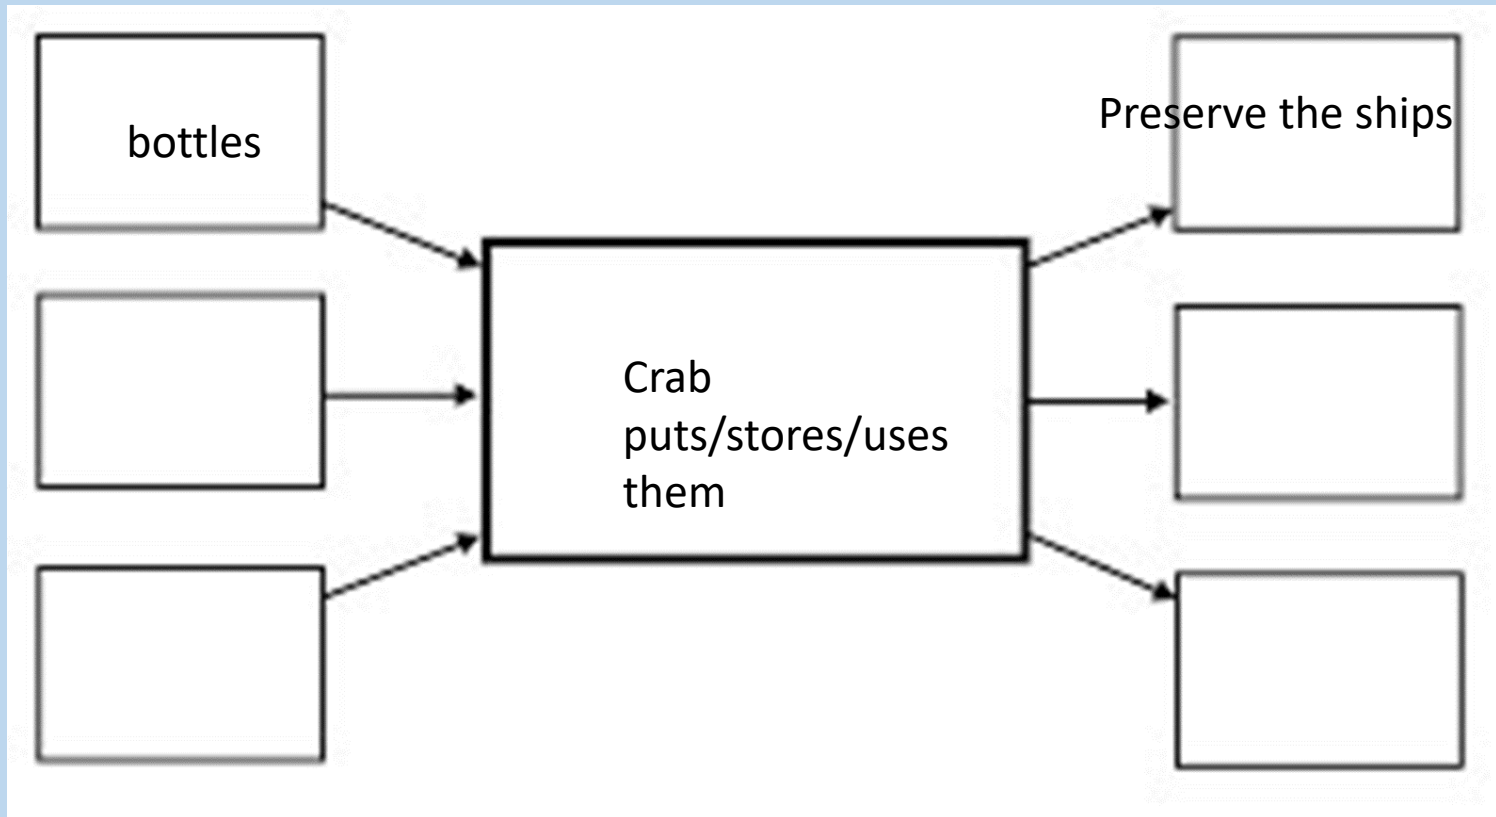 bottles
Preserve the ships
Crab
puts/stores/uses
them